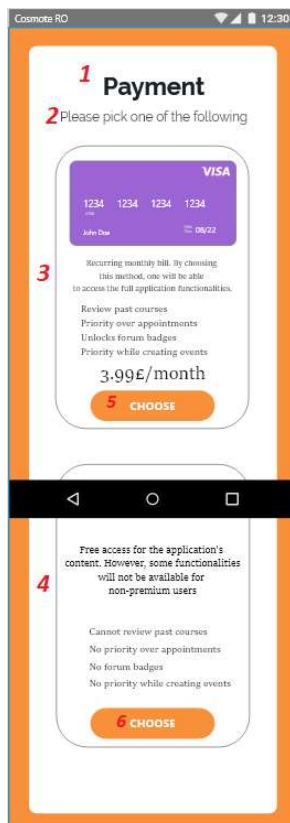 Cosmote RO 12:30
1 Payment
2 Please pick one of the following
VISA
1234 1234 1234 1234
John Doe 08/22
3
Recurring monthly bill. By choosing
this method, one will be able
to access the full application functionalities.
Review past courses
Priority over appointments
Unlocks forum badges
Priority while creating events
3.99£/month
5 CHOOSE
4
Free access for the application's
content. However, some functionalities
will not be available for
non-premium users
Cannot review past courses
No priority over appointments
No forum badges
No priority while creating events
6 CHOOSE